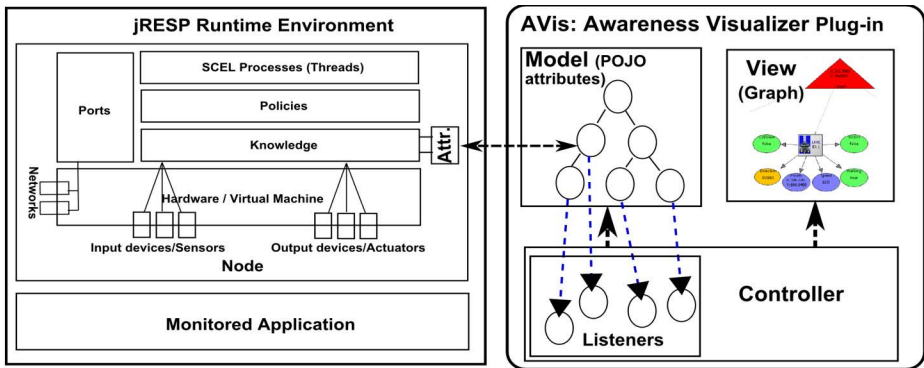 jRESP Runtime Environment
SCEL Processes (Threads)
Ports
Policies
Knowledge
Attr.
Networks
Hardware / Virtual Machine
Input devices/Sensors
Output devices/Actuators
Node
Monitored Application
AVis: Awareness Visualizer Plug-in
Model (POJO
attributes)
View
(Graph)
Controller
Listeners